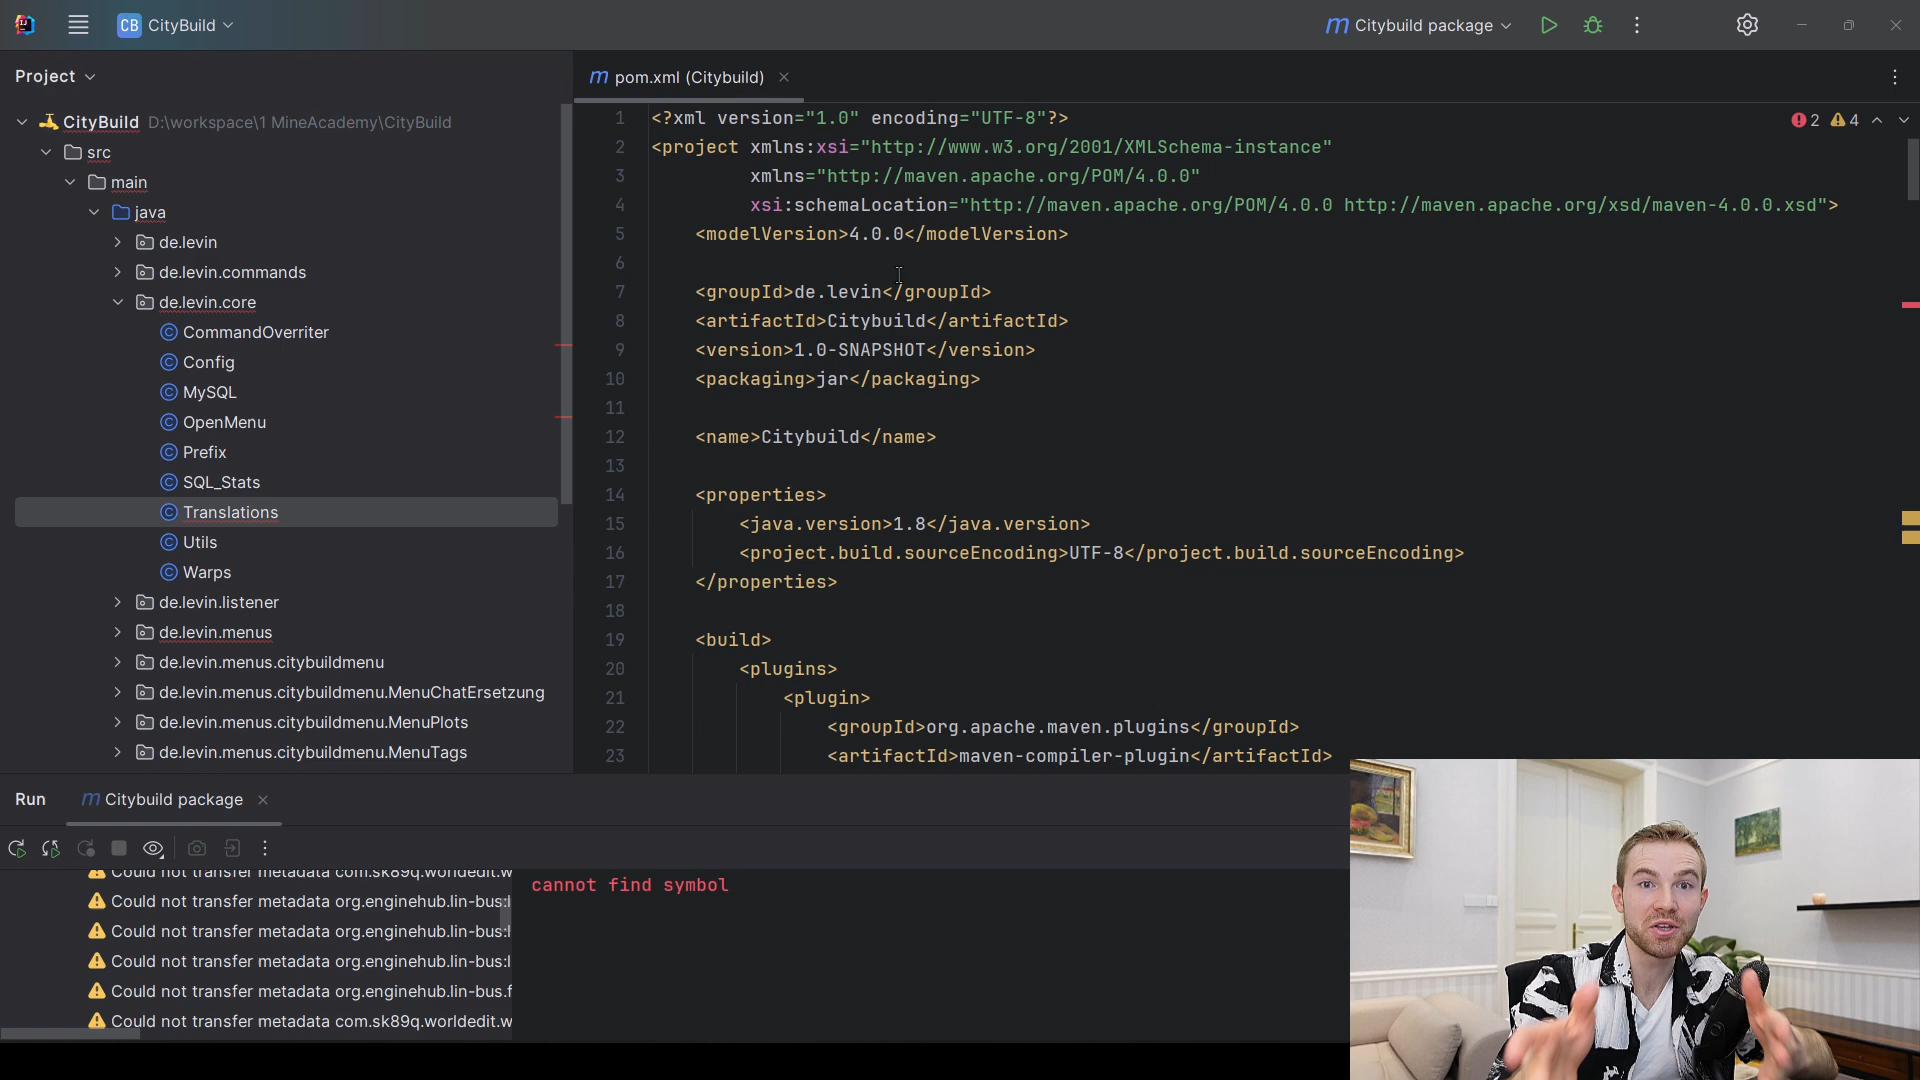 CB CityBuild
Citybuild package
Project
pom.xml (Citybuild)
CityBuild D:\workspace\1 MineAcademy\CityBuild
src
main
java
de.levin
de.levin.commands
de.levin.core
CommandOverriter
Config
MySQL
OpenMenu
Prefix
SQL_Stats
Translations
Utils
Warps
de.levin.listener
de.levin.menus
de.levin.menus.citybuildmenu
de.levin.menus.citybuildmenu.MenuChatErsetzung
de.levin.menus.citybuildmenu.MenuPlots
de.levin.menus.citybuildmenu.MenuTags
2 4
1 <?xml version="1.0" encoding="UTF-8"?>
2 <project xmlns:xsi="http://www.w3.org/2001/XMLSchema-instance"
3 xmlns="http://maven.apache.org/POM/4.0.0"
4 xsi:schemaLocation="http://maven.apache.org/POM/4.0.0 http://maven.apache.org/xsd/maven-4.0.0.xsd">
5 <modelVersion>4.0.0</modelVersion>
6
7 <groupId>de.levin</groupId>
8 <artifactId>Citybuild</artifactId>
9 <version>1.0-SNAPSHOT</version>
10 <packaging>jar</packaging>
11
12 <name>Citybuild</name>
13
14 <properties>
15 <java.version>1.8</java.version>
16 <project.build.sourceEncoding>UTF-8</project.build.sourceEncoding>
17 </properties>
18
19 <build>
20 <plugins>
21 <plugin>
22 <groupId>org.apache.maven.plugins</groupId>
23 <artifactId>maven-compiler-plugin</artifactId>
Run Citybuild package
Could not transfer metadata com.sk89q.worldedit.w
Could not transfer metadata org.enginehub.lin-bus:l
Could not transfer metadata org.enginehub.lin-bus:l
Could not transfer metadata org.enginehub.lin-bus:l
Could not transfer metadata org.enginehub.lin-bus.f
Could not transfer metadata com.sk89q.worldedit.w
cannot find symbol